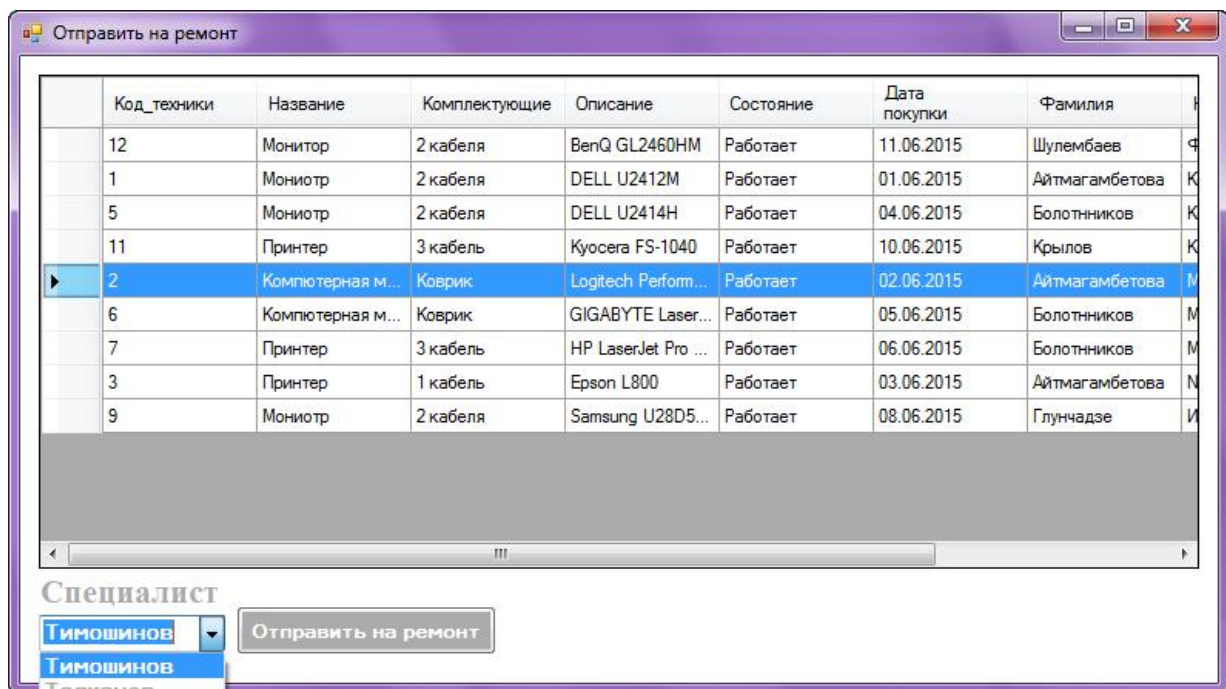 Отправить на ремонт
Код_техники Название Комплектующие Описание Состояние Дата покупки Фамилия
12 Монитор 2 кабеля BenQ GL2460HM Работает 11.06.2015 Шулембаев
1 Мониотр 2 кабеля DELL U2412M Работает 01.06.2015 Айтмагамбетова
5 Мониотр 2 кабеля DELL U2414H Работает 04.06.2015 Болотнников
11 Принтер 3 кабель Kyocera FS-1040 Работает 10.06.2015 Крылов
2 Компютерная м... Коврик Logitech Perform... Работает 02.06.2015 Айтмагамбетова
6 Компютерная м... Коврик GIGABYTE Laser... Работает 05.06.2015 Болотнников
7 Принтер 3 кабель HP LaserJet Pro ... Работает 06.06.2015 Болотнников
3 Принтер 1 кабель Epson L800 Работает 03.06.2015 Айтмагамбетова
9 Мониотр 2 кабеля Samsung U28D5... Работает 08.06.2015 Глунчадзе
Специалист
Тимошинов Отправить на ремонт
Тимошинов